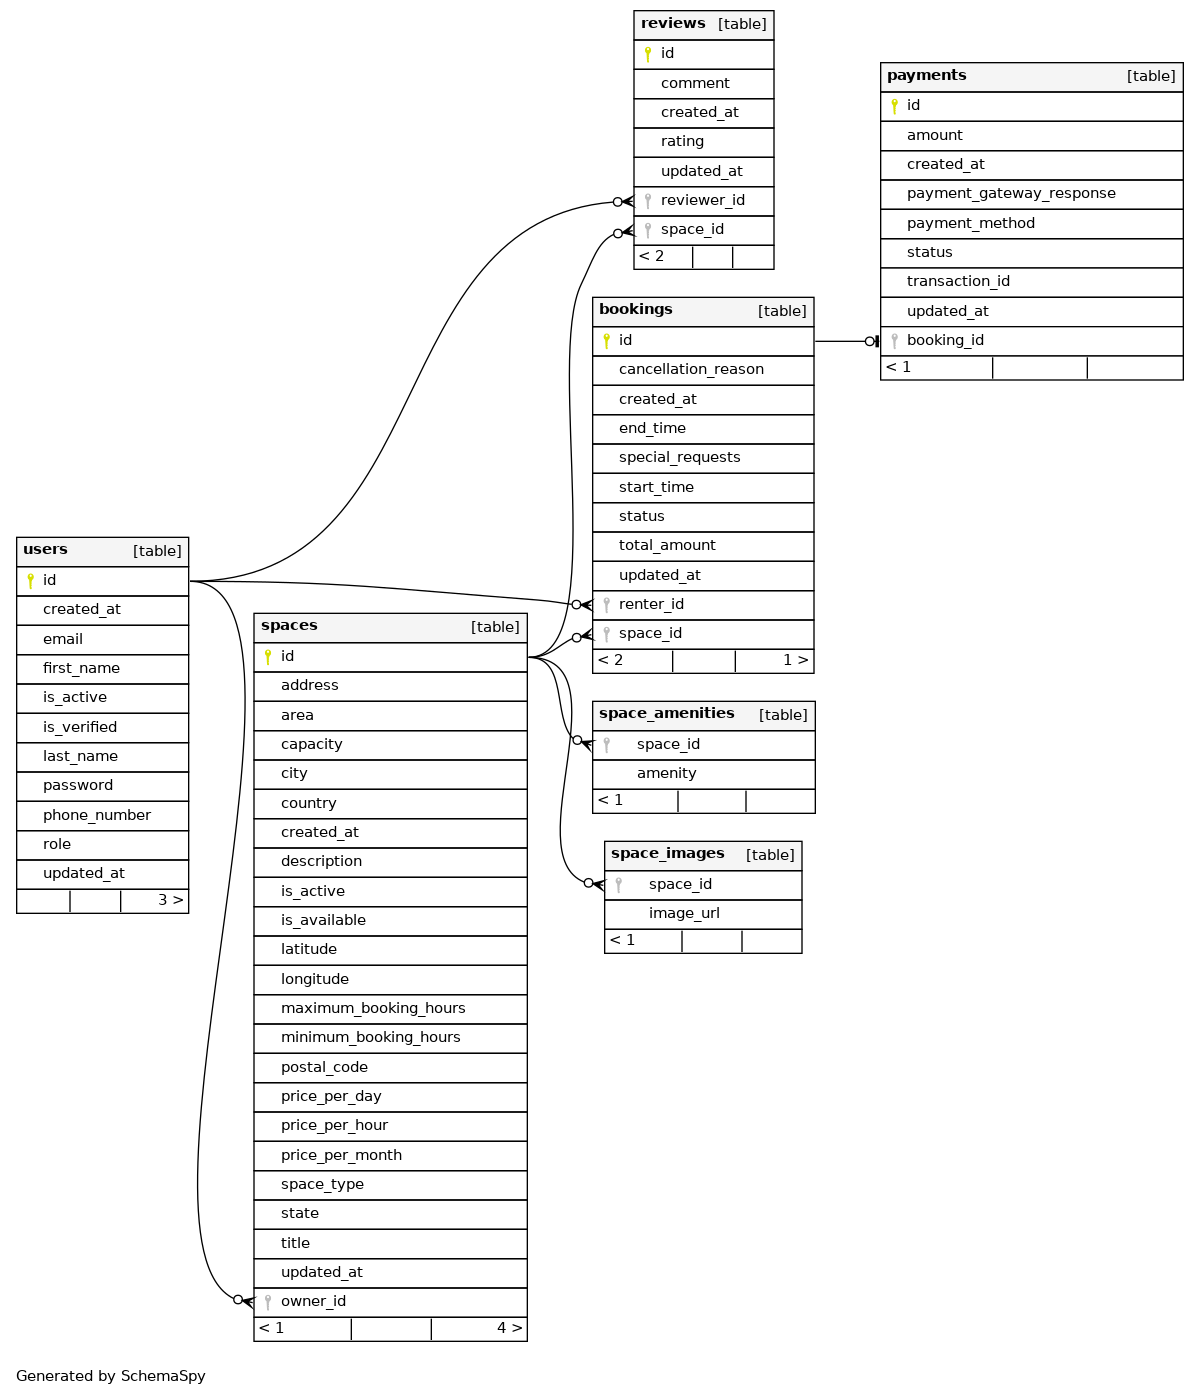 reviews [table]
id
comment
created_at
rating
updated_at
reviewer_id
space_id
< 2
payments [table]
id
amount
created_at
payment_gateway_response
payment_method
status
transaction_id
updated_at
booking_id
< 1
bookings [table]
id
cancellation_reason
created_at
end_time
special_requests
start_time
status
total_amount
updated_at
renter_id
space_id
< 2 1 >
users [table]
id
created_at
email
first_name
is_active
is_verified
last_name
password
phone_number
role
updated_at
3 >
spaces [table]
id
address
area
capacity
city
country
created_at
description
is_active
is_available
latitude
longitude
maximum_booking_hours
minimum_booking_hours
postal_code
price_per_day
price_per_hour
price_per_month
space_type
state
title
updated_at
owner_id
< 1 4 >
space_amenities [table]
space_id
amenity
< 1
space_images [table]
space_id
image_url
< 1
Generated by SchemaSpy